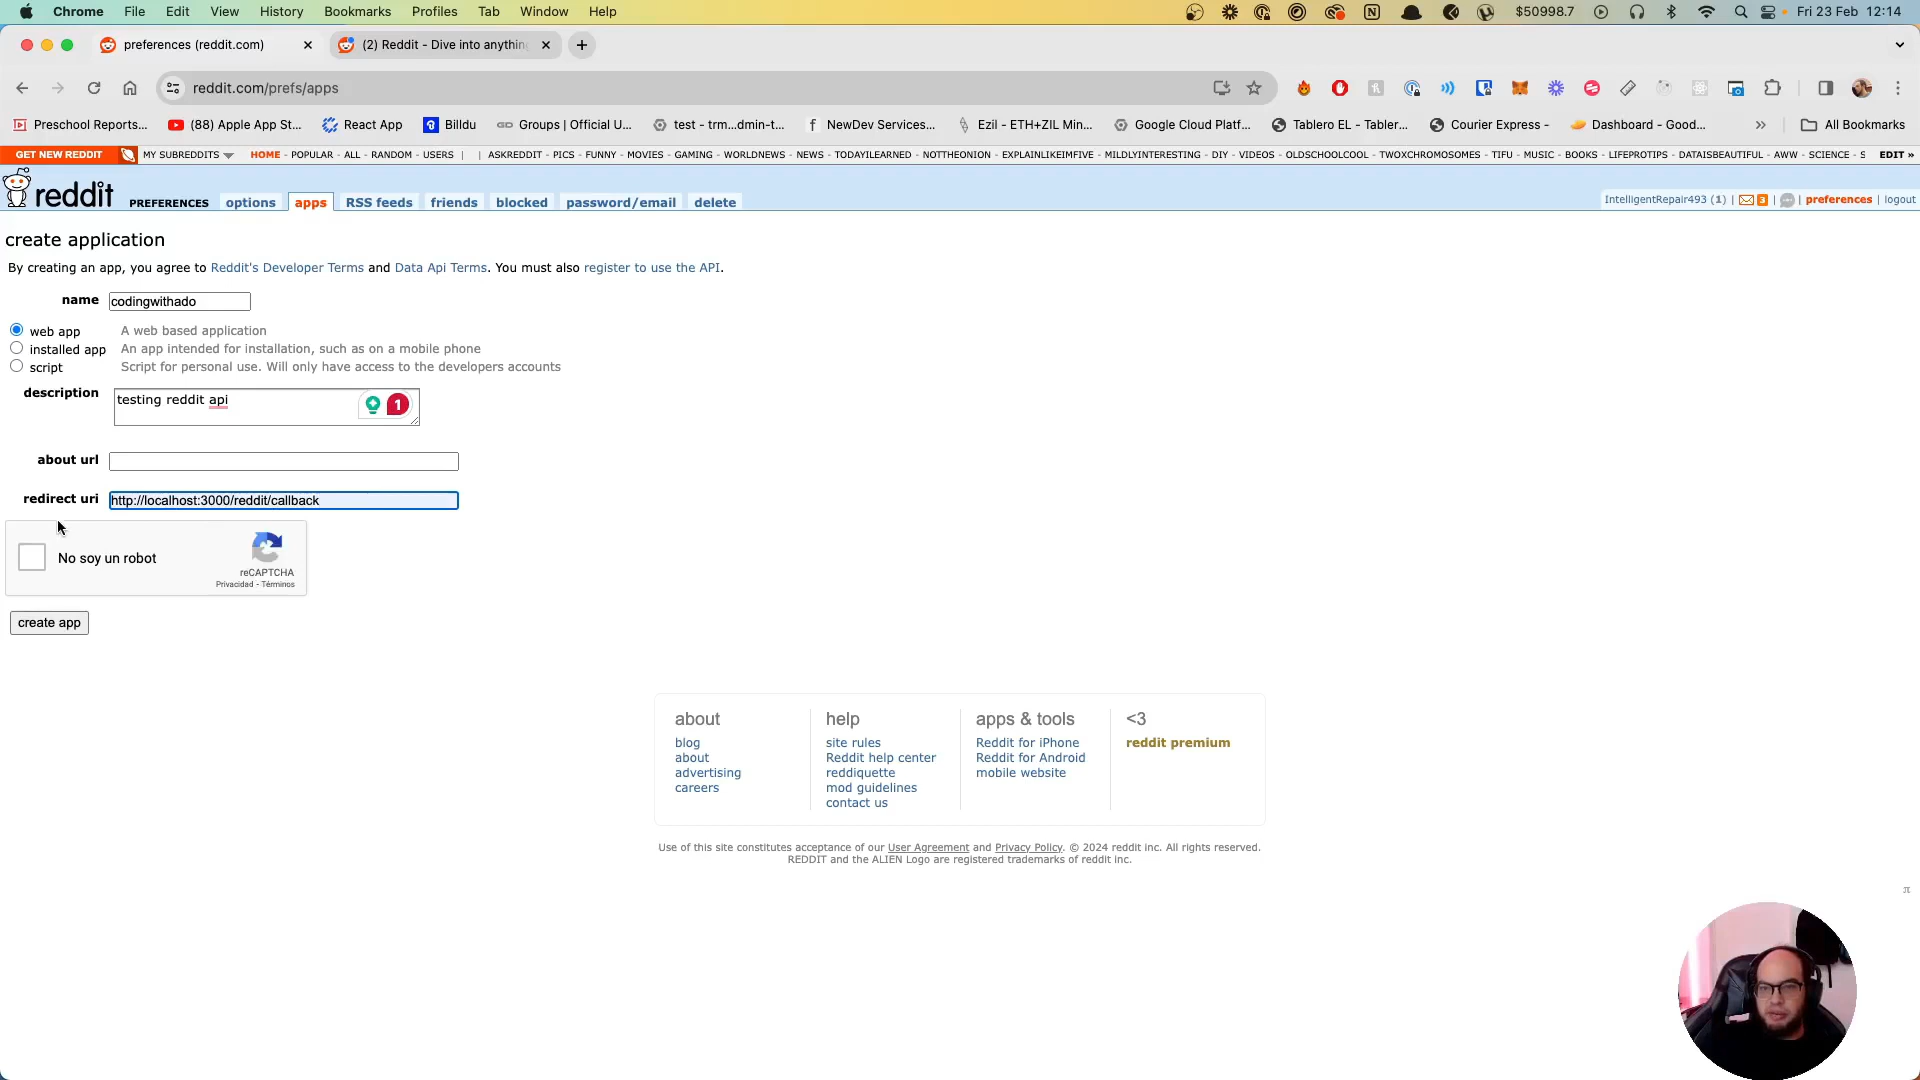 Chrome File Edit View History Bookmarks Profiles Tab Window Help $50998.7 Fri 23 Feb 12:14
preferences (reddit.com) (2) Reddit - Dive into anythin
reddit.com/prefs/apps
Preschool Reports... (88) Apple App St... React App Billdu Groups | Official U... test - trm...dmin-t... NewDev Services... Ezil - ETH+ZIL Min... Google Cloud Platf... Tablero EL - Tabler... Courier Express - Dashboard - Good... » All Bookmarks
GET NEW REDDIT MY SUBREDDITS HOME - POPULAR - ALL - RANDOM - USERS | | ASKREDDIT - PICS - FUNNY - MOVIES - GAMING - WORLDNEWS - NEWS - TODAYILEARNED - NOTTHEONION - EXPLAINLIKEIMFIVE - MILDLYINTERESTING - DIY - VIDEOS - OLDSCHOOLCOOL - TWOXCHROMOSOMES - TIFU - MUSIC - BOOKS - LIFEPROTIPS - DATAISBEAUTIFUL - AWW - SCIENCE - S EDIT »
reddit PREFERENCES options apps RSS feeds friends blocked password/email delete IntelligentRepair493 (1) | 3 | | preferences | logout
create application
By creating an app, you agree to Reddit's Developer Terms and Data Api Terms. You must also register to use the API.
name codingwithado
web app A web based application
installed app An app intended for installation, such as on a mobile phone
script Script for personal use. Will only have access to the developers accounts
description testing reddit api 1
about url
redirect uri http://localhost:3000/reddit/callback
No soy un robot
reCAPTCHA
Privacidad - Términos
create app
about
blog
about
advertising
careers
help
site rules
Reddit help center
reddiquette
mod guidelines
contact us
apps & tools
Reddit for iPhone
Reddit for Android
mobile website
<3
reddit premium
Use of this site constitutes acceptance of our User Agreement and Privacy Policy. © 2024 reddit inc. All rights reserved.
REDDIT and the ALIEN Logo are registered trademarks of reddit inc.
π